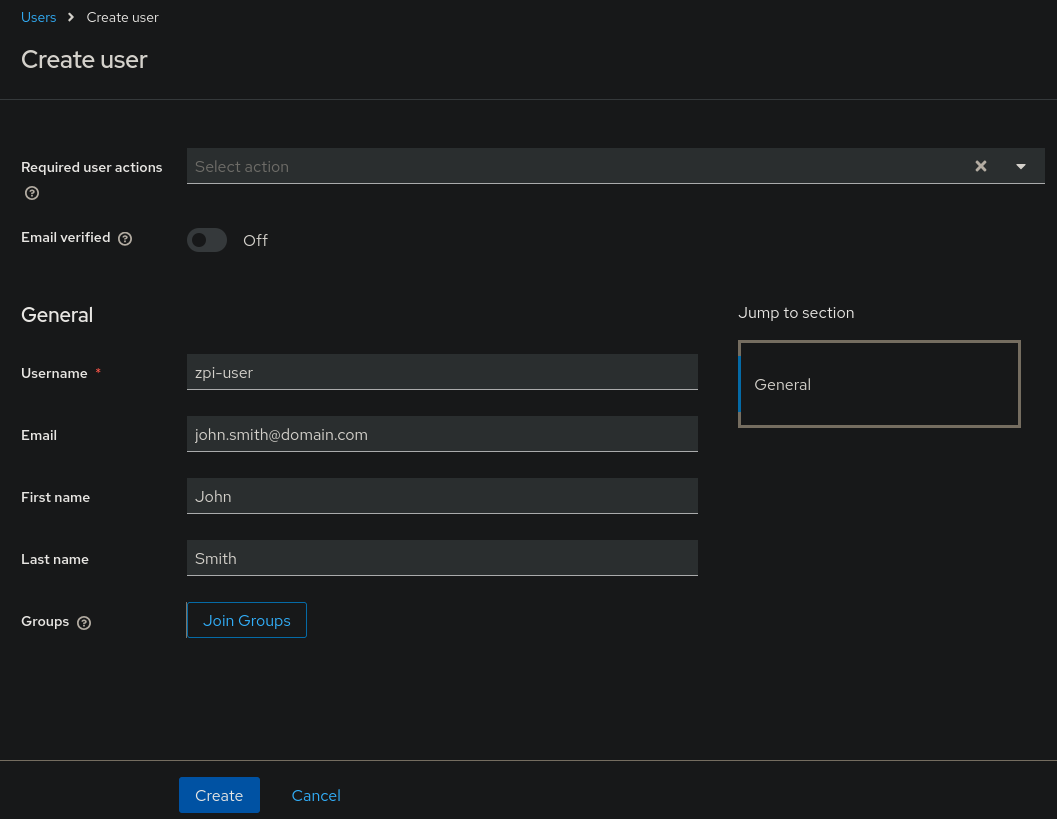 Users > Create user
Create user
Required user actions
Select action
Email verified
Off
General
Jump to section
General
Username *
zpi-user
Email
john.smith@domain.com
First name
John
Last name
Smith
Groups
Join Groups
Create
Cancel